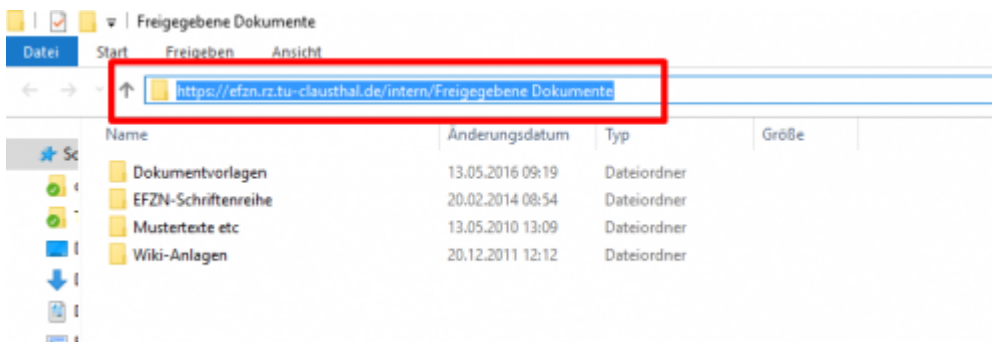 Freigegebene Dokumente
Datei Start Freigeben Ansicht
https://efzn.rz.tu-clausthal.de/intern/Freigegebene Dokumente
Name Änderungsdatum Typ Größe
Dokumentvorlagen 13.05.2016 09:19 Dateiordner
EFZN-Schriftenreihe 20.02.2014 08:54 Dateiordner
Mustertexte etc 13.05.2010 13:09 Dateiordner
Wiki-Anlagen 20.12.2011 12:12 Dateiordner